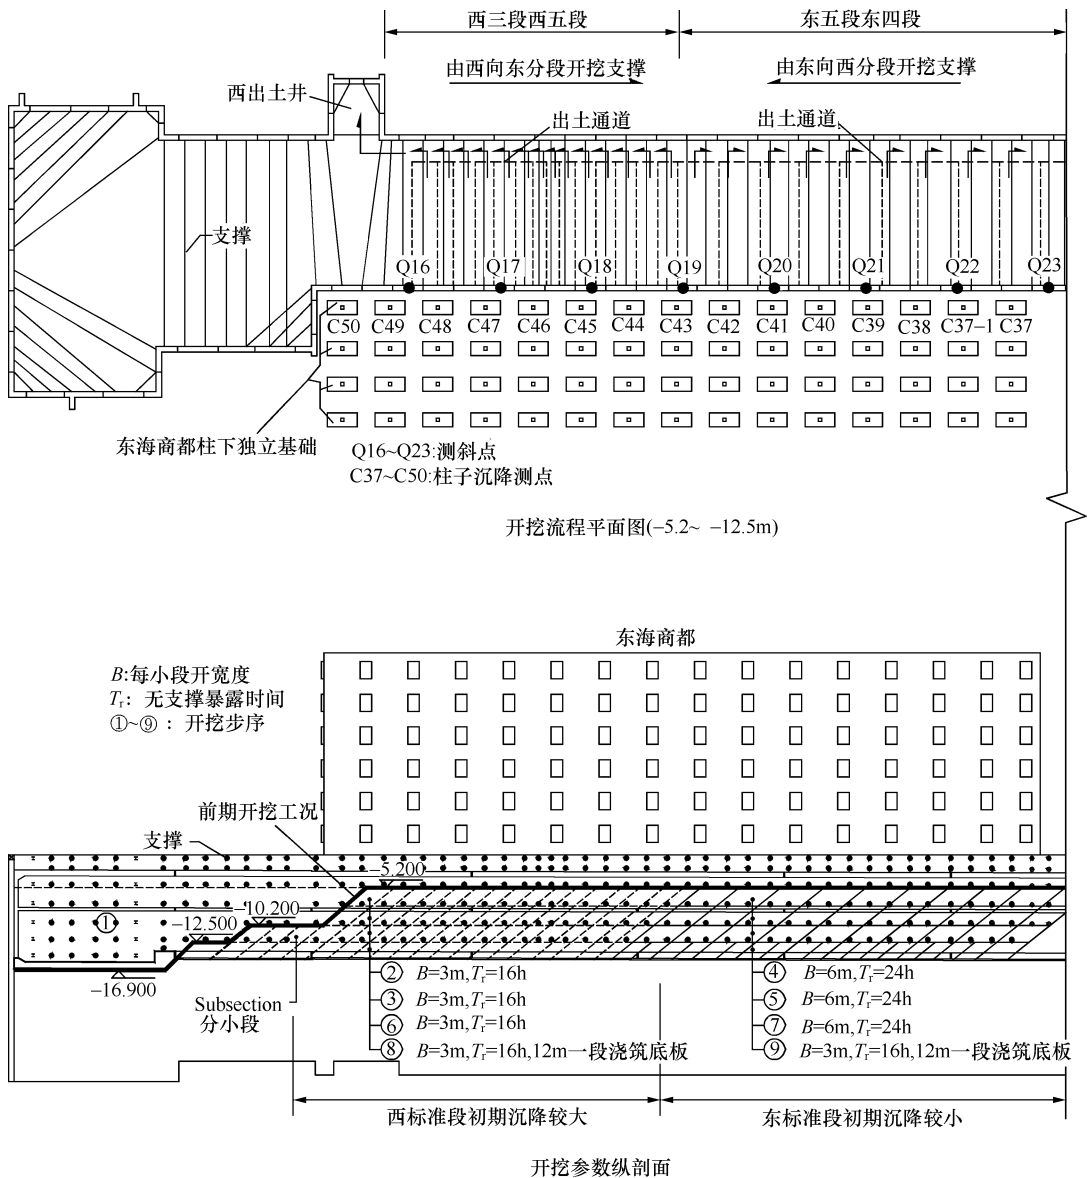 西三段西五段
东五段东四段
由西向东分段开挖支撑
由东向西分段开挖支撑
西出土井
出土通道
出土通道
支撑
Q16
Q17
Q18
Q19
Q20
Q21
Q22
Q23
C50
C49
C48
C47
C46
C45
C44
C43
C42
C41
C40
C39
C38
C37–1
C37
东海商都柱下独立基础
Q16~Q23:测斜点
C37~C50:柱子沉降测点
开挖流程平面图(–5.2~ –12.5m)
东海商都
B:每小段开宽度
Tr: 无支撑暴露时间
①~⑨ : 开挖步序
前期开挖工况
支撑
–5.200
10.200
–12.500
①
–16.900
Subsection
分小段
② B=3m,Tr=16h
③ B=3m,Tr=16h
⑥ B=3m,Tr=16h
⑧ B=3m,Tr=16h,12m一段浇筑底板
④ B=6m,Tr=24h
⑤ B=6m,Tr=24h
⑦ B=6m,Tr=24h
⑨ B=3m,Tr=16h,12m一段浇筑底板
西标准段初期沉降较大
东标准段初期沉降较小
开挖参数纵剖面